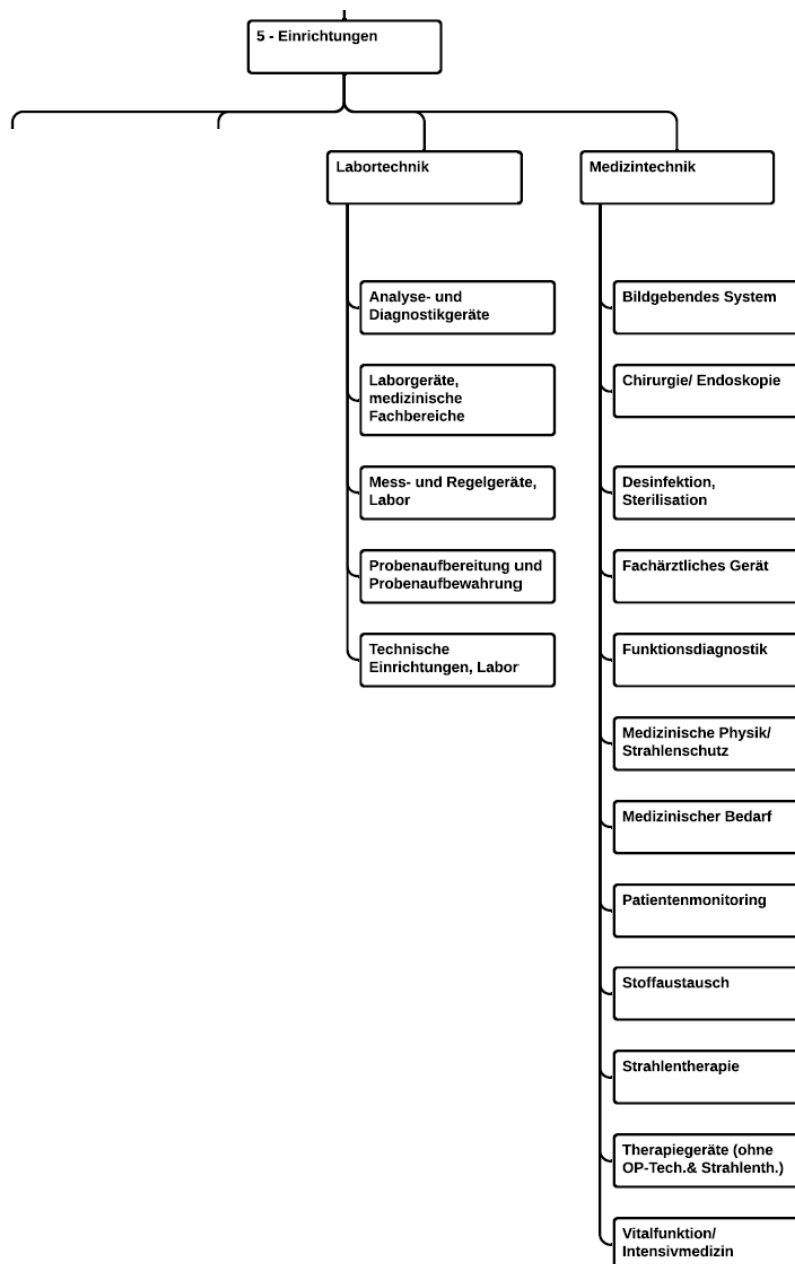 5 - Einrichtungen
Labortechnik
Medizintechnik
Analyse- und
Diagnostikgeräte
Laborgeräte,
medizinische
Fachbereiche
Mess- und Regelgeräte,
Labor
Probenaufbereitung und
Probenaufbewahrung
Technische
Einrichtungen, Labor
Bildgebendes System
Chirurgie/ Endoskopie
Desinfektion,
Sterilisation
Fachärztliches Gerät
Funktionsdiagnostik
Medizinische Physik/
Strahlenschutz
Medizinischer Bedarf
Patientenmonitoring
Stoffaustausch
Strahlentherapie
Therapiegeräte (ohne
OP-Tech.& Strahlenth.)
Vitalfunktion/
Intensivmedizin